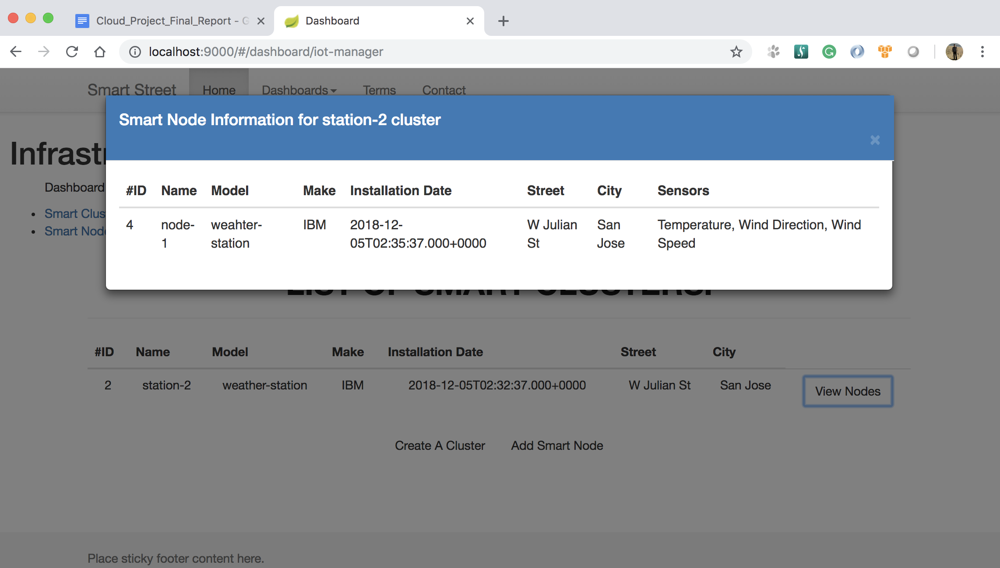 Cloud_Project_Final_Report - G
Dashboard
localhost:9000/#/dashboard/iot-manager
Smart Street Home Dashboards Terms Contact
Smart Node Information for station-2 cluster
×
Dashboard
Smart
Smart
#ID Name Model Make Installation Date Street City Sensors
4 node-1 weahter-station IBM 2018-12-05T02:35:37.000+0000 W Julian St San Jose Temperature, Wind Direction, Wind Speed
LIST OF SMART CLUSTERS:
#ID Name Model Make Installation Date Street City
2 station-2 weather-station IBM 2018-12-05T02:32:37.000+0000 W Julian St San Jose View Nodes
Create A Cluster Add Smart Node
Place sticky footer content here.